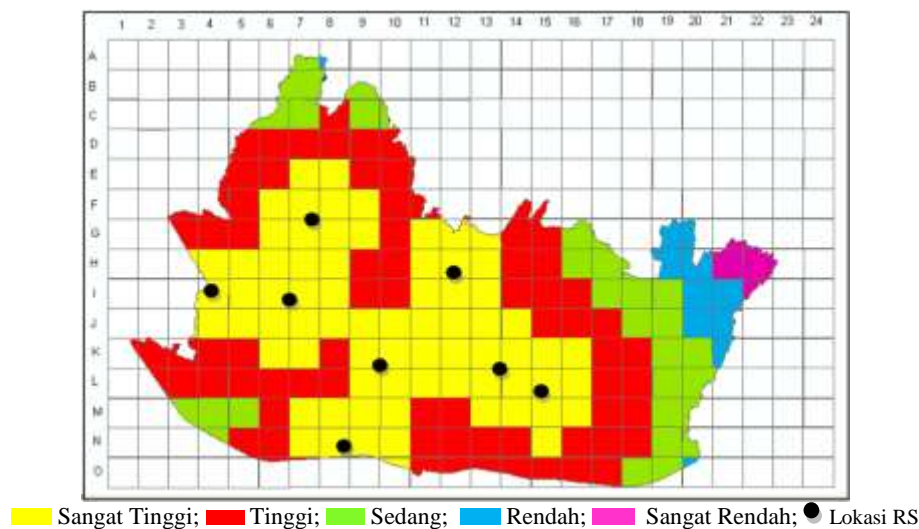 1 2 3 4 5 6 7 8 9 10 11 12 13 14 15 16 17 18 19 20 21 22 23 24
A
B
C
D
E
F
G
H
I
J
K
L
M
N
O
Sangat Tinggi; Tinggi; Sedang; Rendah; Sangat Rendah; Lokasi RS